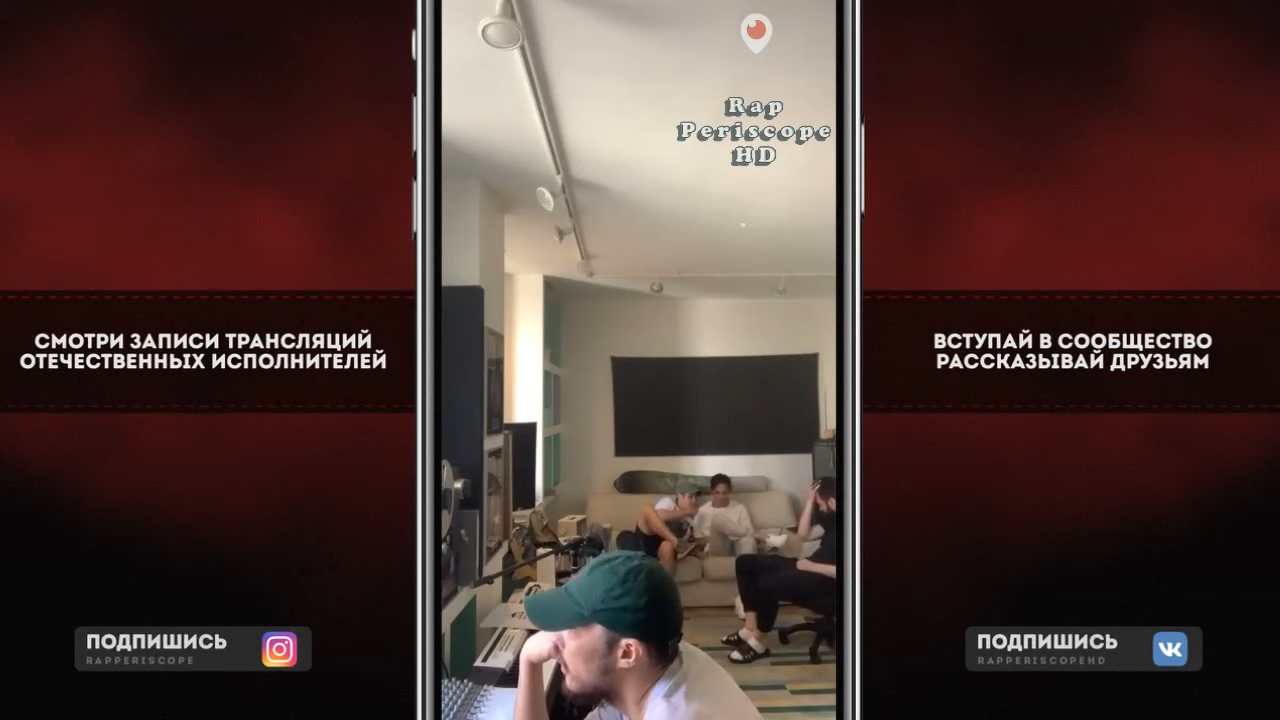 Rap
Periscope
HD
СМОТРИ ЗАПИСИ ТРАНСЛЯЦИЙ
ОТЕЧЕСТВЕННЫХ ИСПОЛНИТЕЛЕЙ
ВСТУПАЙ В СООБЩЕСТВО
РАССКАЗЫВАЙ ДРУЗЬЯМ
ПОДПИШИСЬ
RAPPERISCOPE
ПОДПИШИСЬ
RAPPERISCOPEHD